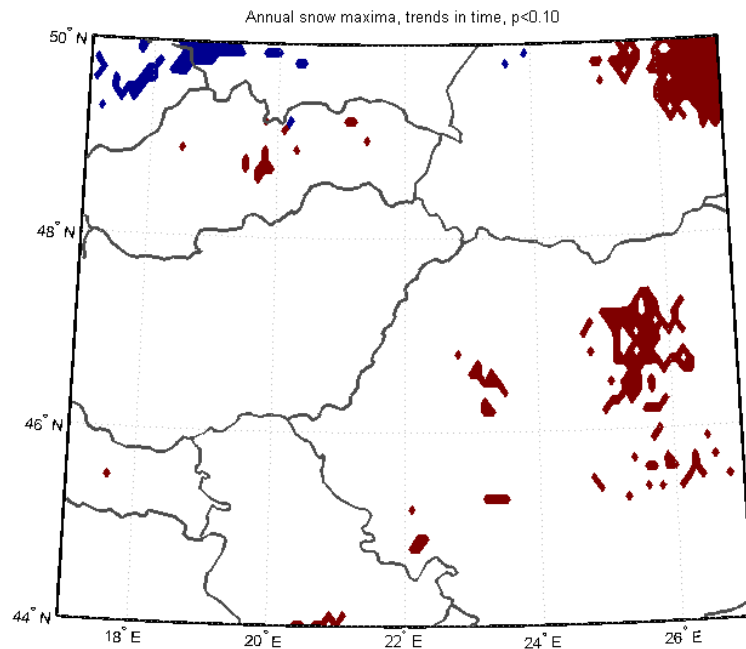 Annual snow maxima, trends in time, p<0.10
50° N
48° N
46° N
44° N
18° E
20° E
22° E
24° E
26° E